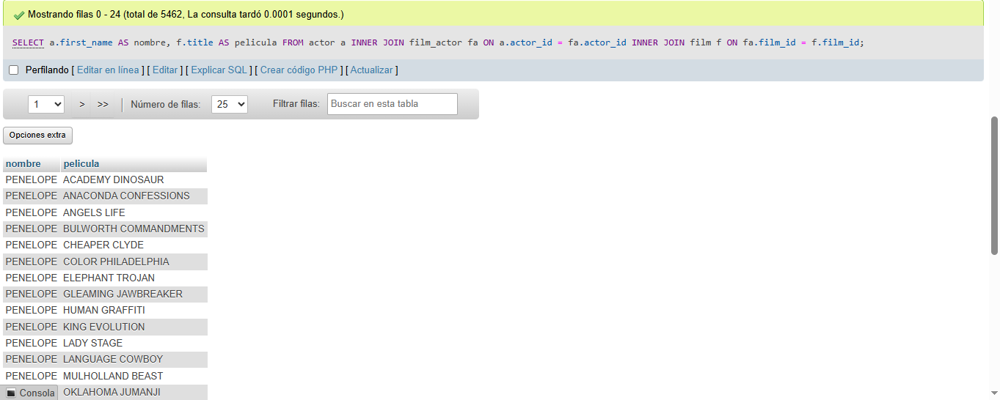 Mostrando filas 0 - 24 (total de 5462, La consulta tardó 0.0001 segundos.)
SELECT a.first_name AS nombre, f.title AS pelicula FROM actor a INNER JOIN film_actor fa ON a.actor_id = fa.actor_id INNER JOIN film f ON fa.film_id = f.film_id;
Perfilando [ Editar en línea ] [ Editar ] [ Explicar SQL ] [ Crear código PHP ] [ Actualizar ]
1 > >> | Número de filas: 25 Filtrar filas: Buscar en esta tabla
Opciones extra
nombre pelicula
PENELOPE ACADEMY DINOSAUR
PENELOPE ANACONDA CONFESSIONS
PENELOPE ANGELS LIFE
PENELOPE BULWORTH COMMANDMENTS
PENELOPE CHEAPER CLYDE
PENELOPE COLOR PHILADELPHIA
PENELOPE ELEPHANT TROJAN
PENELOPE GLEAMING JAWBREAKER
PENELOPE HUMAN GRAFFITI
PENELOPE KING EVOLUTION
PENELOPE LADY STAGE
PENELOPE LANGUAGE COWBOY
PENELOPE MULHOLLAND BEAST
Consola OKLAHOMA JUMANJI